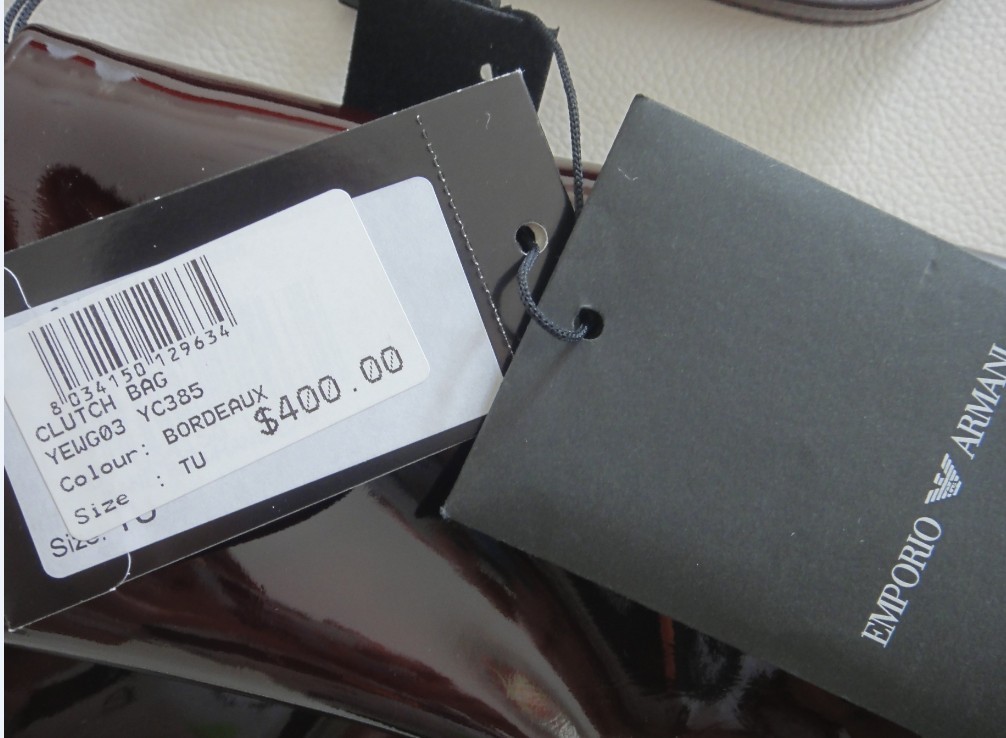 8 034150 129634
CLUTCH BAG
YEWG03 YC385
Colour: BORDEAUX
$400.00
Size : TU
Size: TU
EMPORIO ARMANI